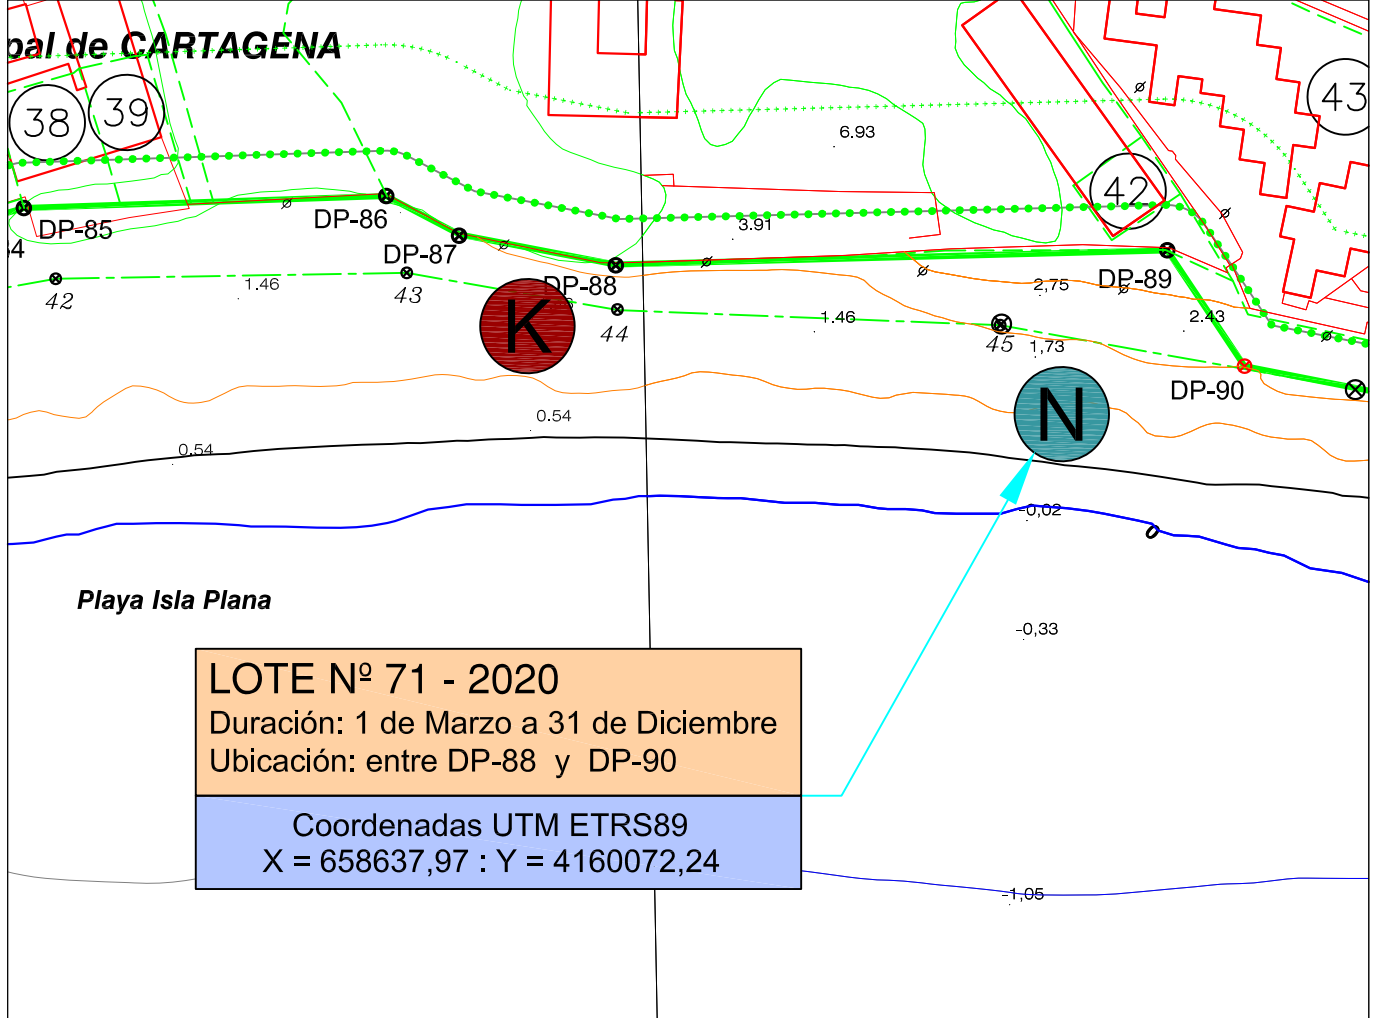 pal de CARTAGENA
38
39
43
6.93
42
DP-85
DP-86
3.91
DP-87
DP-88
DP-89
42
1.46
43
44
1.46
2,75
2.43
45
1,73
K
N
DP-90
0.54
0.54
-0,02
0
Playa Isla Plana
-0,33
LOTE Nº 71 - 2020
Duración: 1 de Marzo a 31 de Diciembre
Ubicación: entre DP-88 y DP-90
Coordenadas UTM ETRS89
X = 658637,97 : Y = 4160072,24
-1,05